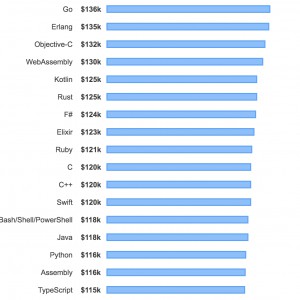 Go $136k
Erlang $135k
Objective-C $132k
WebAssembly $130k
Kotlin $125k
Rust $125k
F# $124k
Elixir $123k
Ruby $121k
C $120k
C++ $120k
Swift $120k
Bash/Shell/PowerShell $118k
Java $118k
Python $116k
Assembly $116k
TypeScript $115k